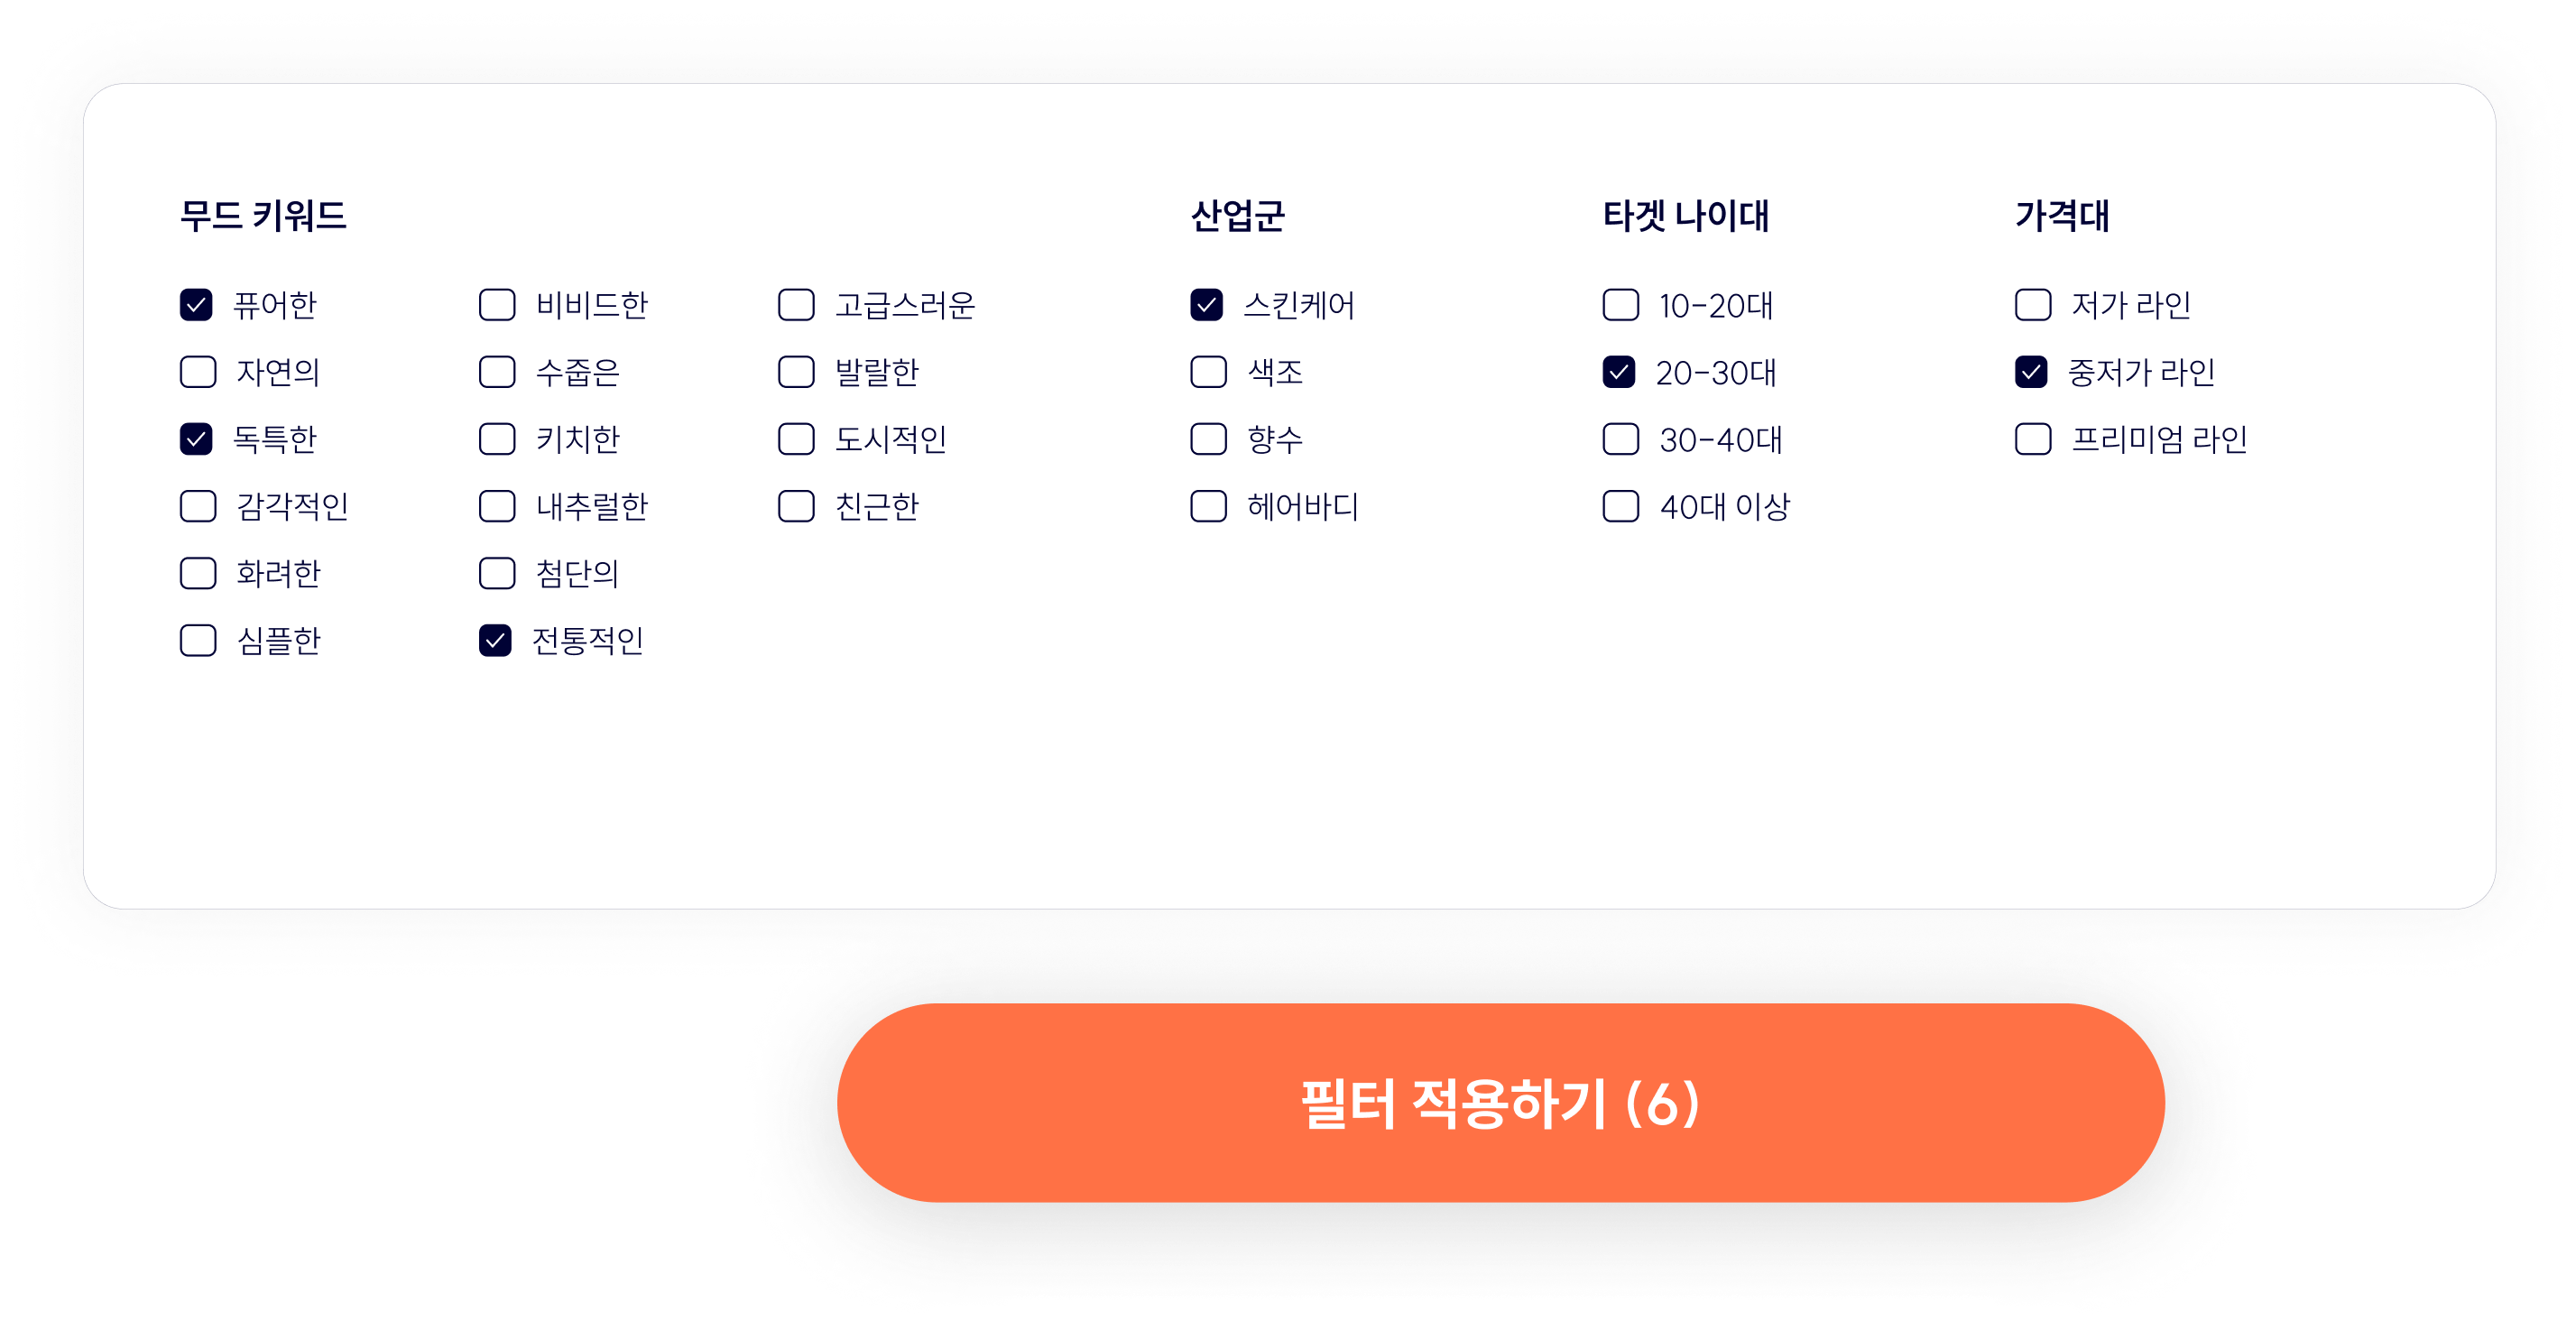 무드 키워드
퓨어한
자연의
독특한
감각적인
화려한
심플한
비비드한
수줍은
키치한
내추럴한
첨단의
전통적인
고급스러운
발랄한
도시적인
친근한
산업군
스킨케어
색조
향수
헤어바디
타겟 나이대
10-20대
20-30대
30-40대
40대 이상
가격대
저가 라인
중저가 라인
프리미엄 라인
필터 적용하기 (6)